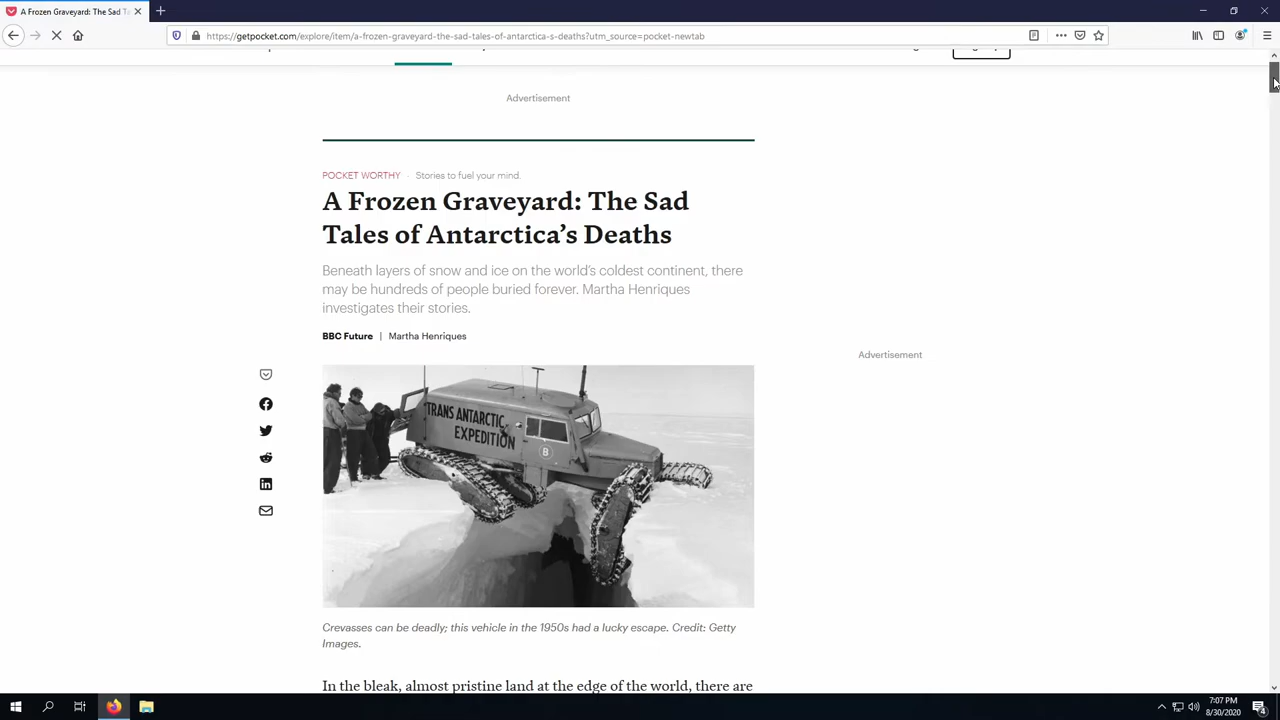 A Frozen Graveyard: The Sad Ta
https://getpocket.com/explore/item/a-frozen-graveyard-the-sad-tales-of-antarctica-s-deaths?utm_source=pocket-newtab
Advertisement
POCKET WORTHY · Stories to fuel your mind.
A Frozen Graveyard: The Sad
Tales of Antarctica’s Deaths
Beneath layers of snow and ice on the world’s coldest continent, there
may be hundreds of people buried forever. Martha Henriques
investigates their stories.
BBC Future | Martha Henriques
Advertisement
TRANS ANTARCTIC
EXPEDITION
B
Crevasses can be deadly; this vehicle in the 1950s had a lucky escape. Credit: Getty
Images.
In the bleak, almost pristine land at the edge of the world, there are
7:07 PM
8/30/2020
4